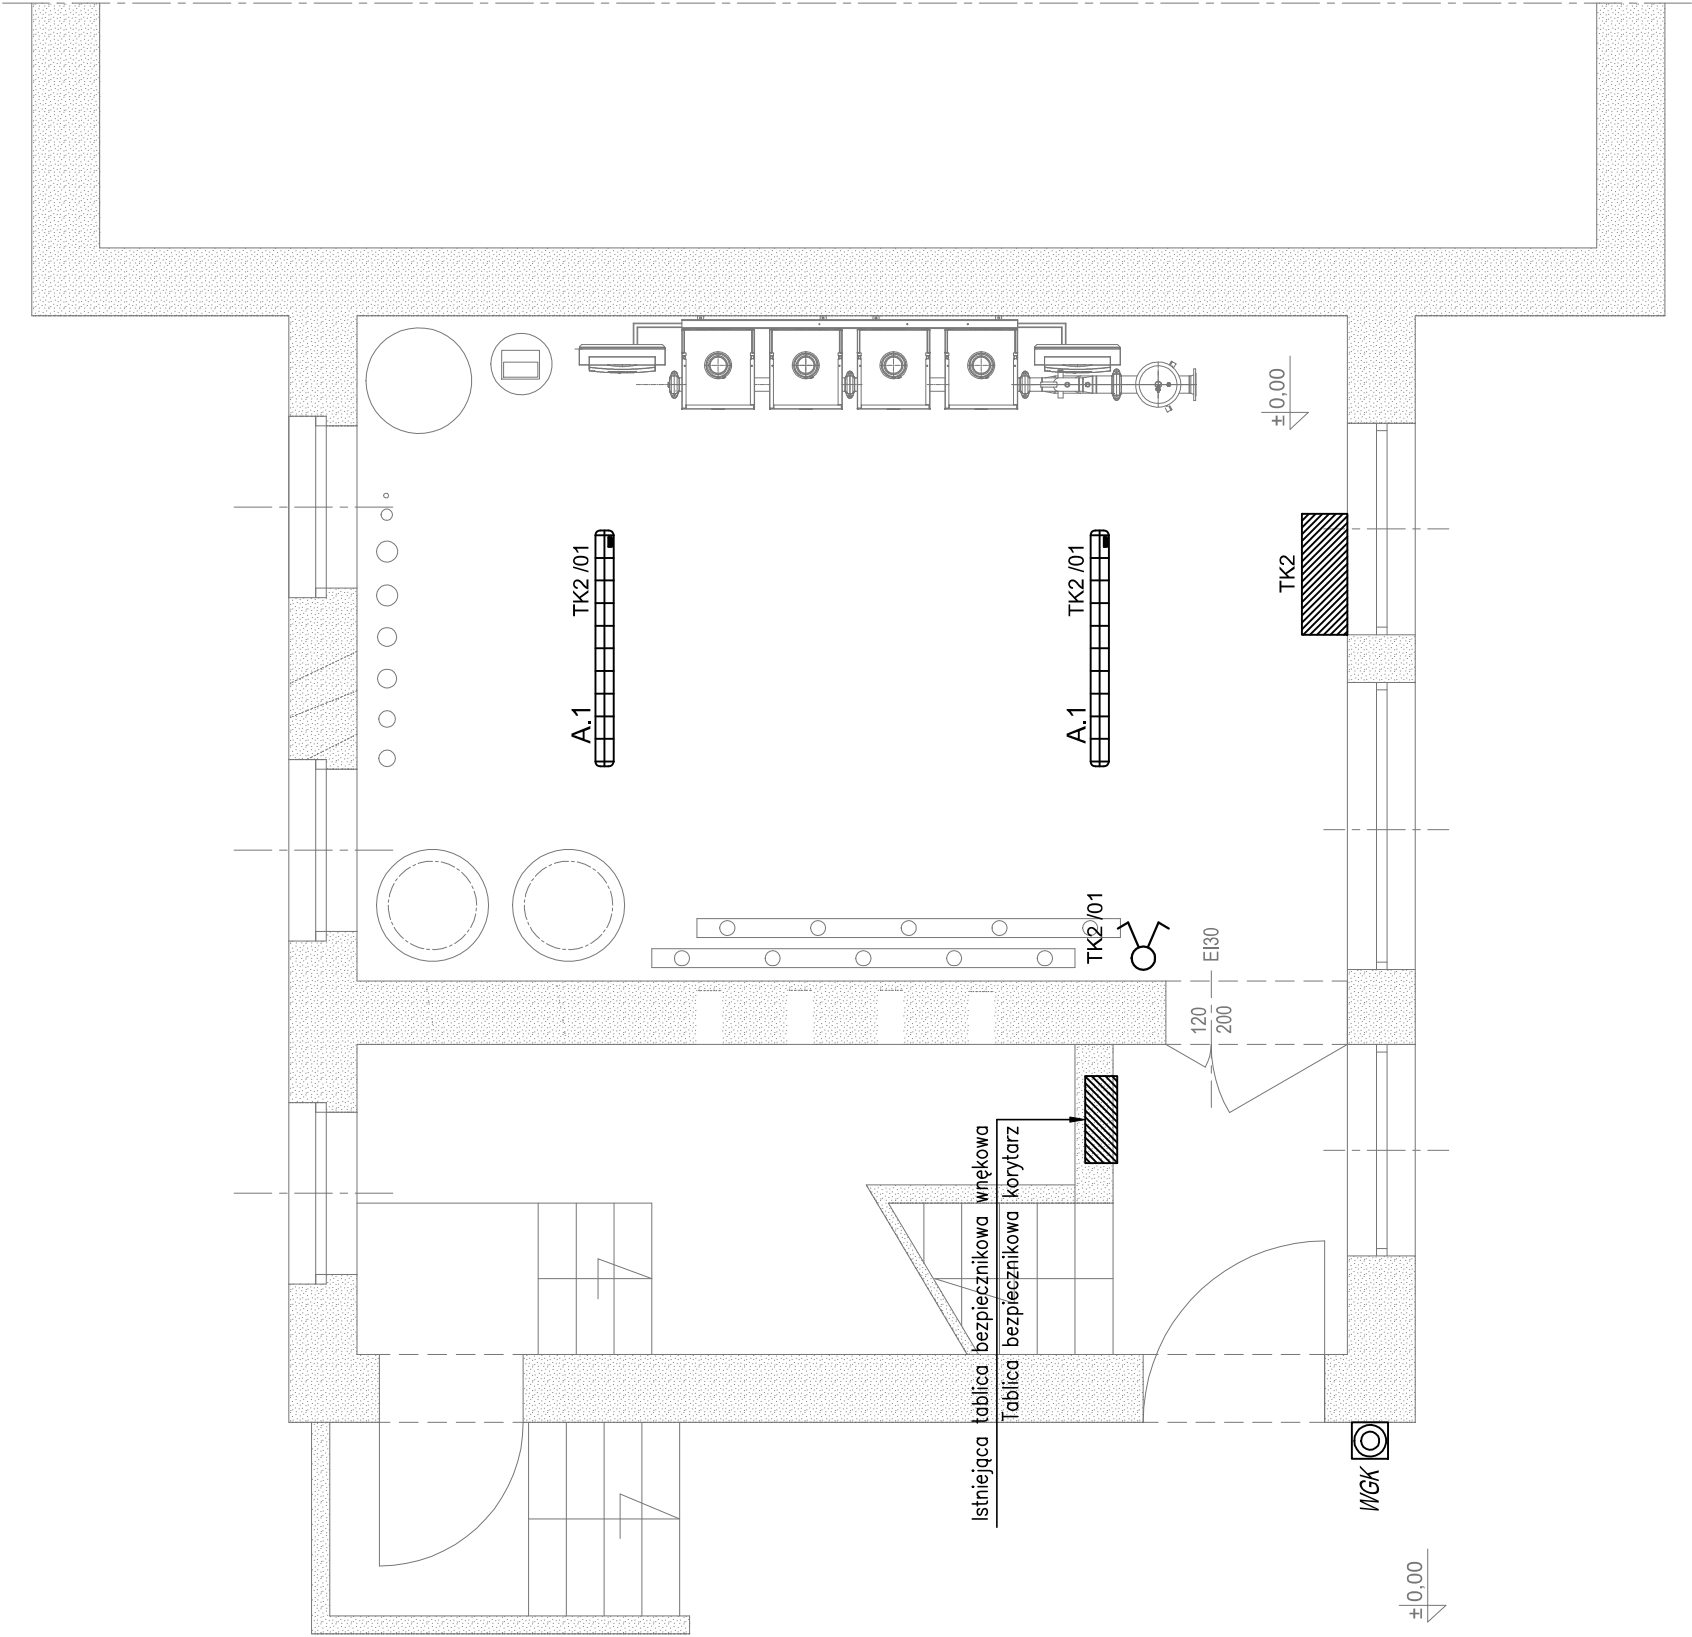 ±0,00
TK2 /01
A.1
TK2 /01
A.1
TK2
TK2 /01
EI30
120
200
Istniejąca tablica bezpiecznikowa wnękowa
Tablica bezpiecznikowa korytarz
WGK
±0,00